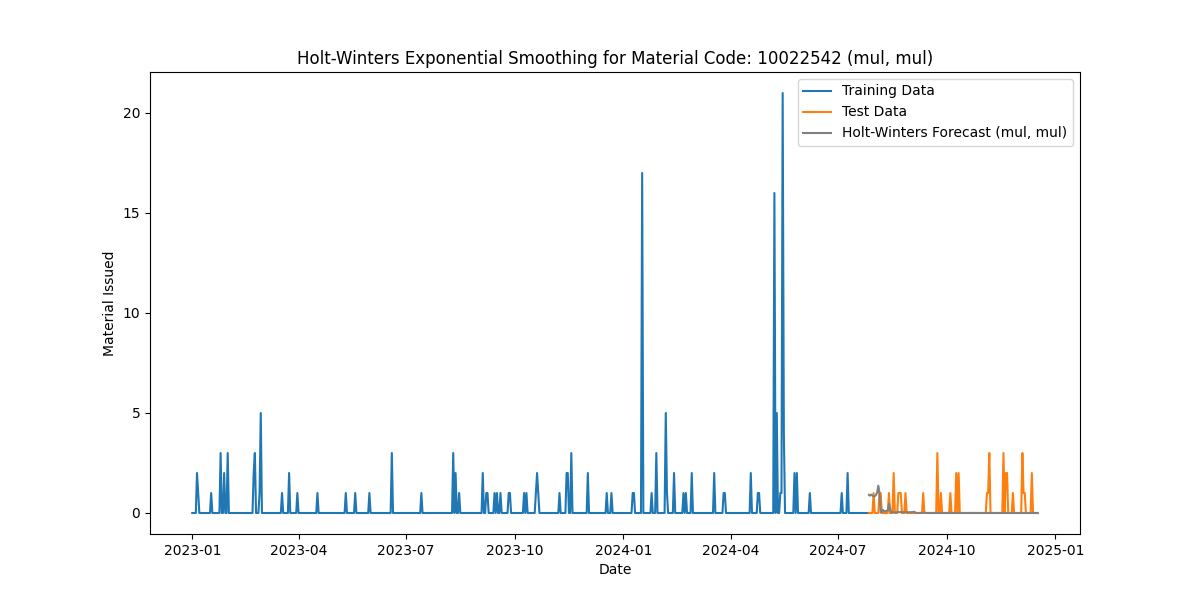 Holt-Winters Exponential Smoothing for Material Code: 10022542 (mul, mul)
Training Data
Test Data
Holt-Winters Forecast (mul, mul)
Material Issued
20
15
10
5
0
2023-01
2023-04
2023-07
2023-10
2024-01
2024-04
2024-07
2024-10
2025-01
Date